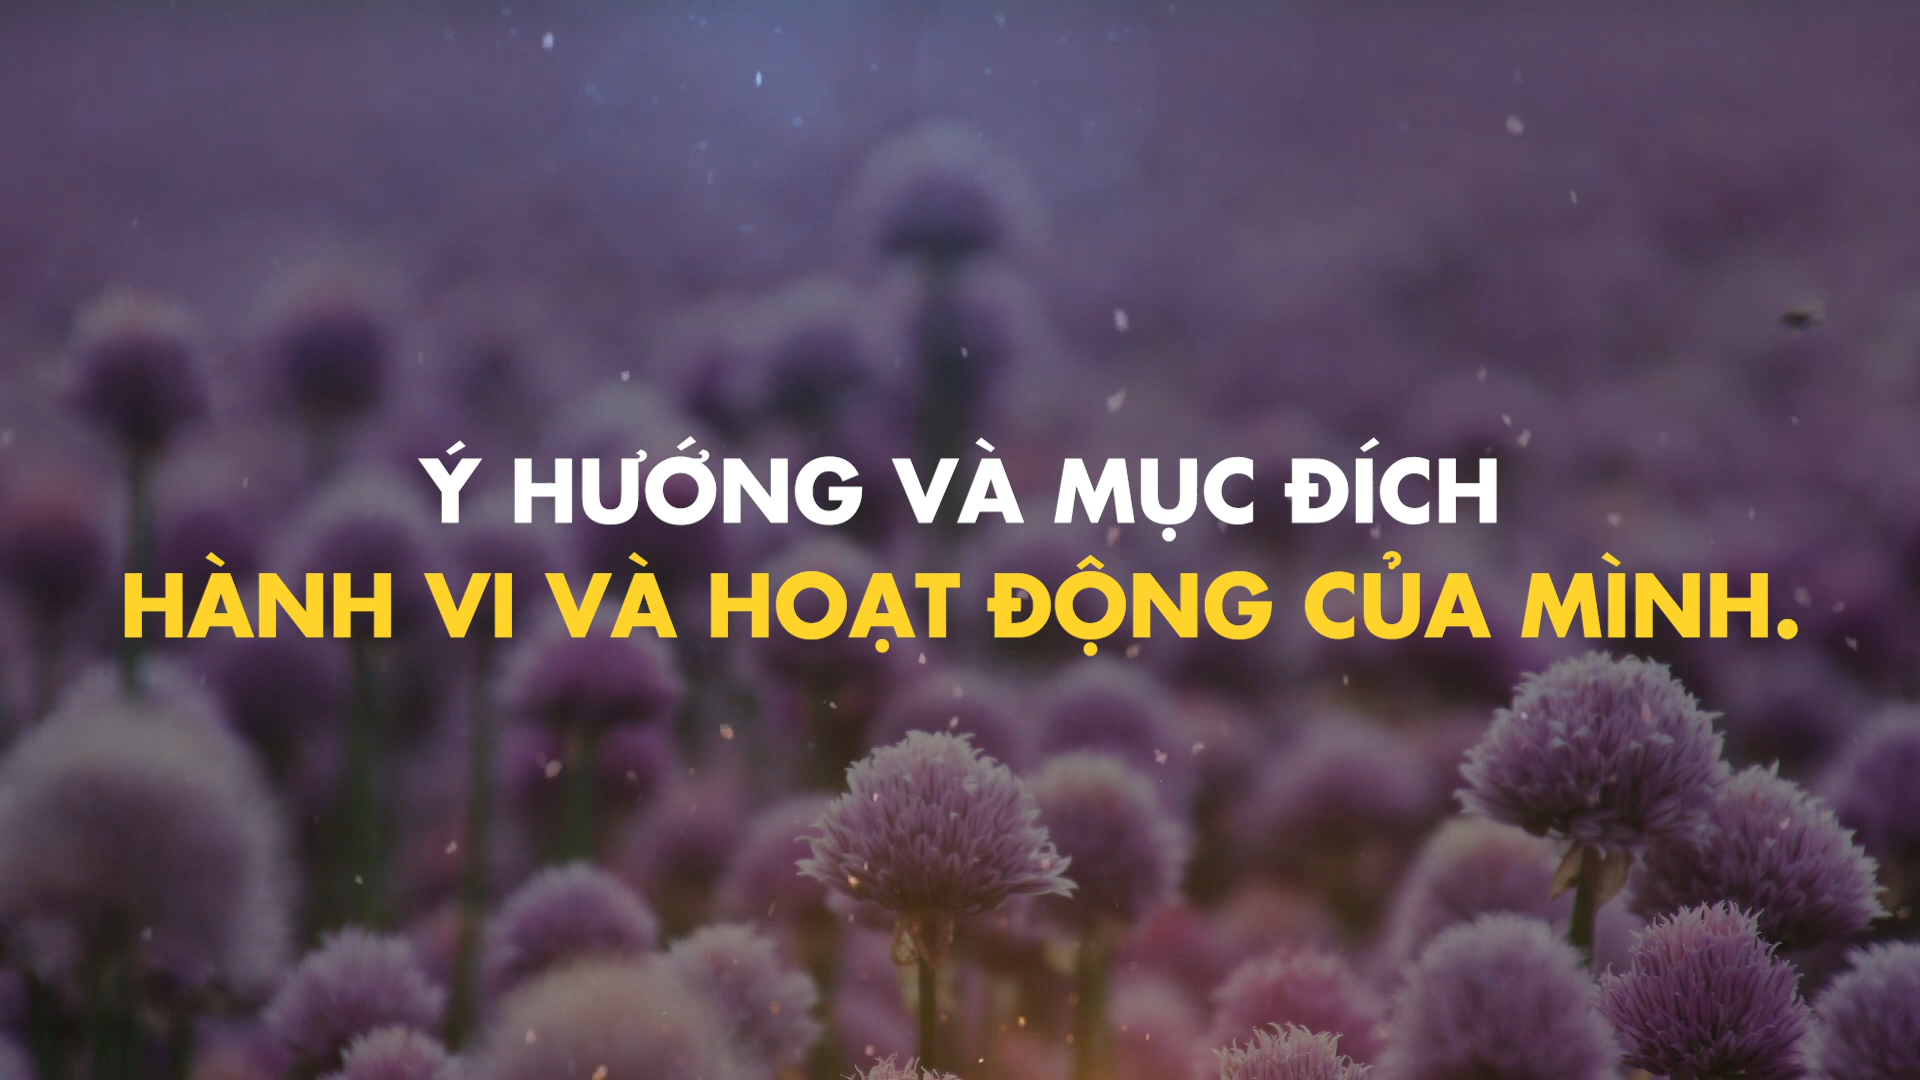 Ý HƯỚNG VÀ MỤC ĐÍCH
HÀNH VI VÀ HOẠT ĐỘNG CỦA MÌNH.